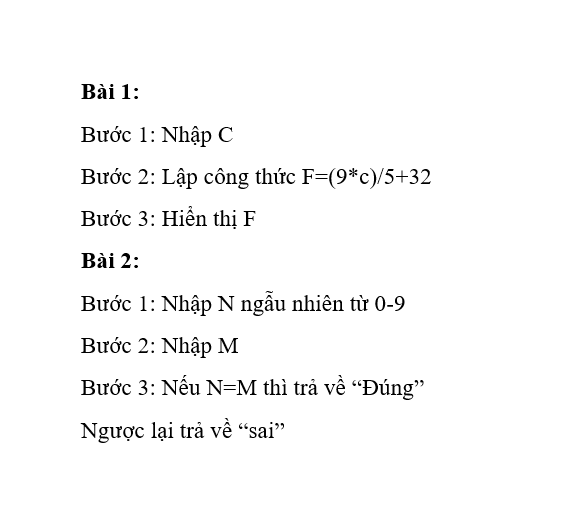 Bài 1:
Bước 1: Nhập C
Bước 2: Lập công thức F=(9*c)/5+32
Bước 3: Hiển thị F
Bài 2:
Bước 1: Nhập N ngẫu nhiên từ 0-9
Bước 2: Nhập M
Bước 3: Nếu N=M thì trả về “Đúng”
Ngược lại trả về “sai”